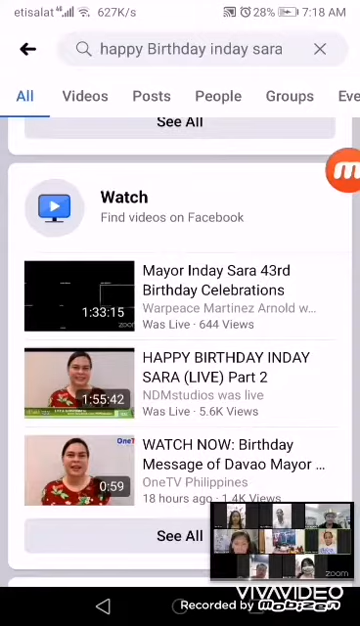 etisalat 4G 627K/s 28% 7:18 AM
happy Birthday inday sara
All Videos Posts People Groups Eve
See All
Watch
Find videos on Facebook
Mayor Inday Sara 43rd
Birthday Celebrations
Warpeace Martinez Arnold w...
Was Live · 644 Views
1:33:15
zoom
HAPPY BIRTHDAY INDAY
SARA (LIVE) Part 2
NDMstudios was live
Was Live · 5.6K Views
1:55:42
WATCH NOW: Birthday
Message of Davao Mayor ...
OneTV Philippines
18 hours ago · 1.4K Views
OneT
0:59
See All
zoom
VIVAVIDEO
Recorded by mobizen